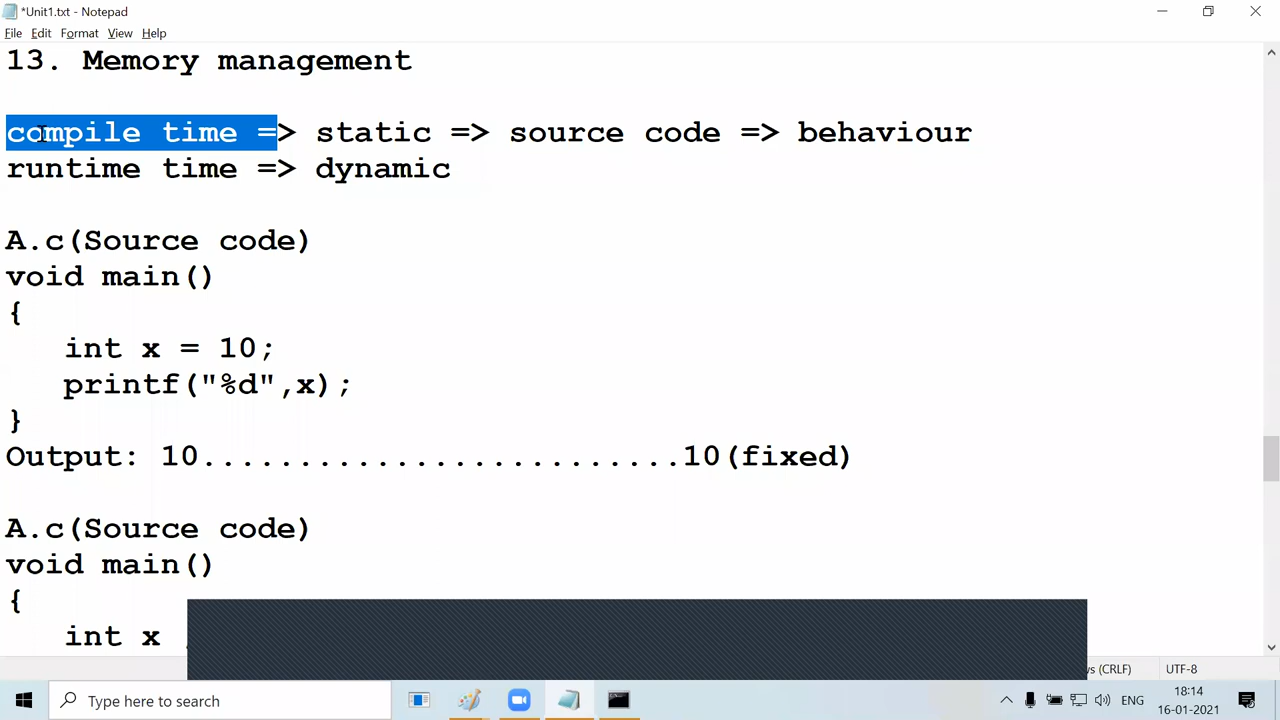 *Unit1.txt - Notepad
File Edit Format View Help
13. Memory management
compile time => static => source code => behaviour
runtime time => dynamic
A.c(Source code)
void main()
{
int x = 10;
printf("%d",x);
}
Output: 10.........................10(fixed)
A.c(Source code)
void main()
{
int x
(CRLF) UTF-8
Type here to search
ENG
18:14
16-01-2021